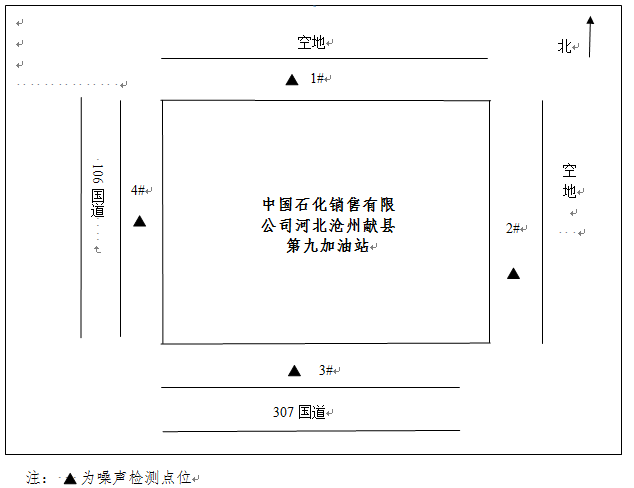 空地
北
1#
106 国道
4#
中国石化销售有限
公司河北沧州献县
第九加油站
空
地
2#
3#
307 国道
注：▲为噪声检测点位